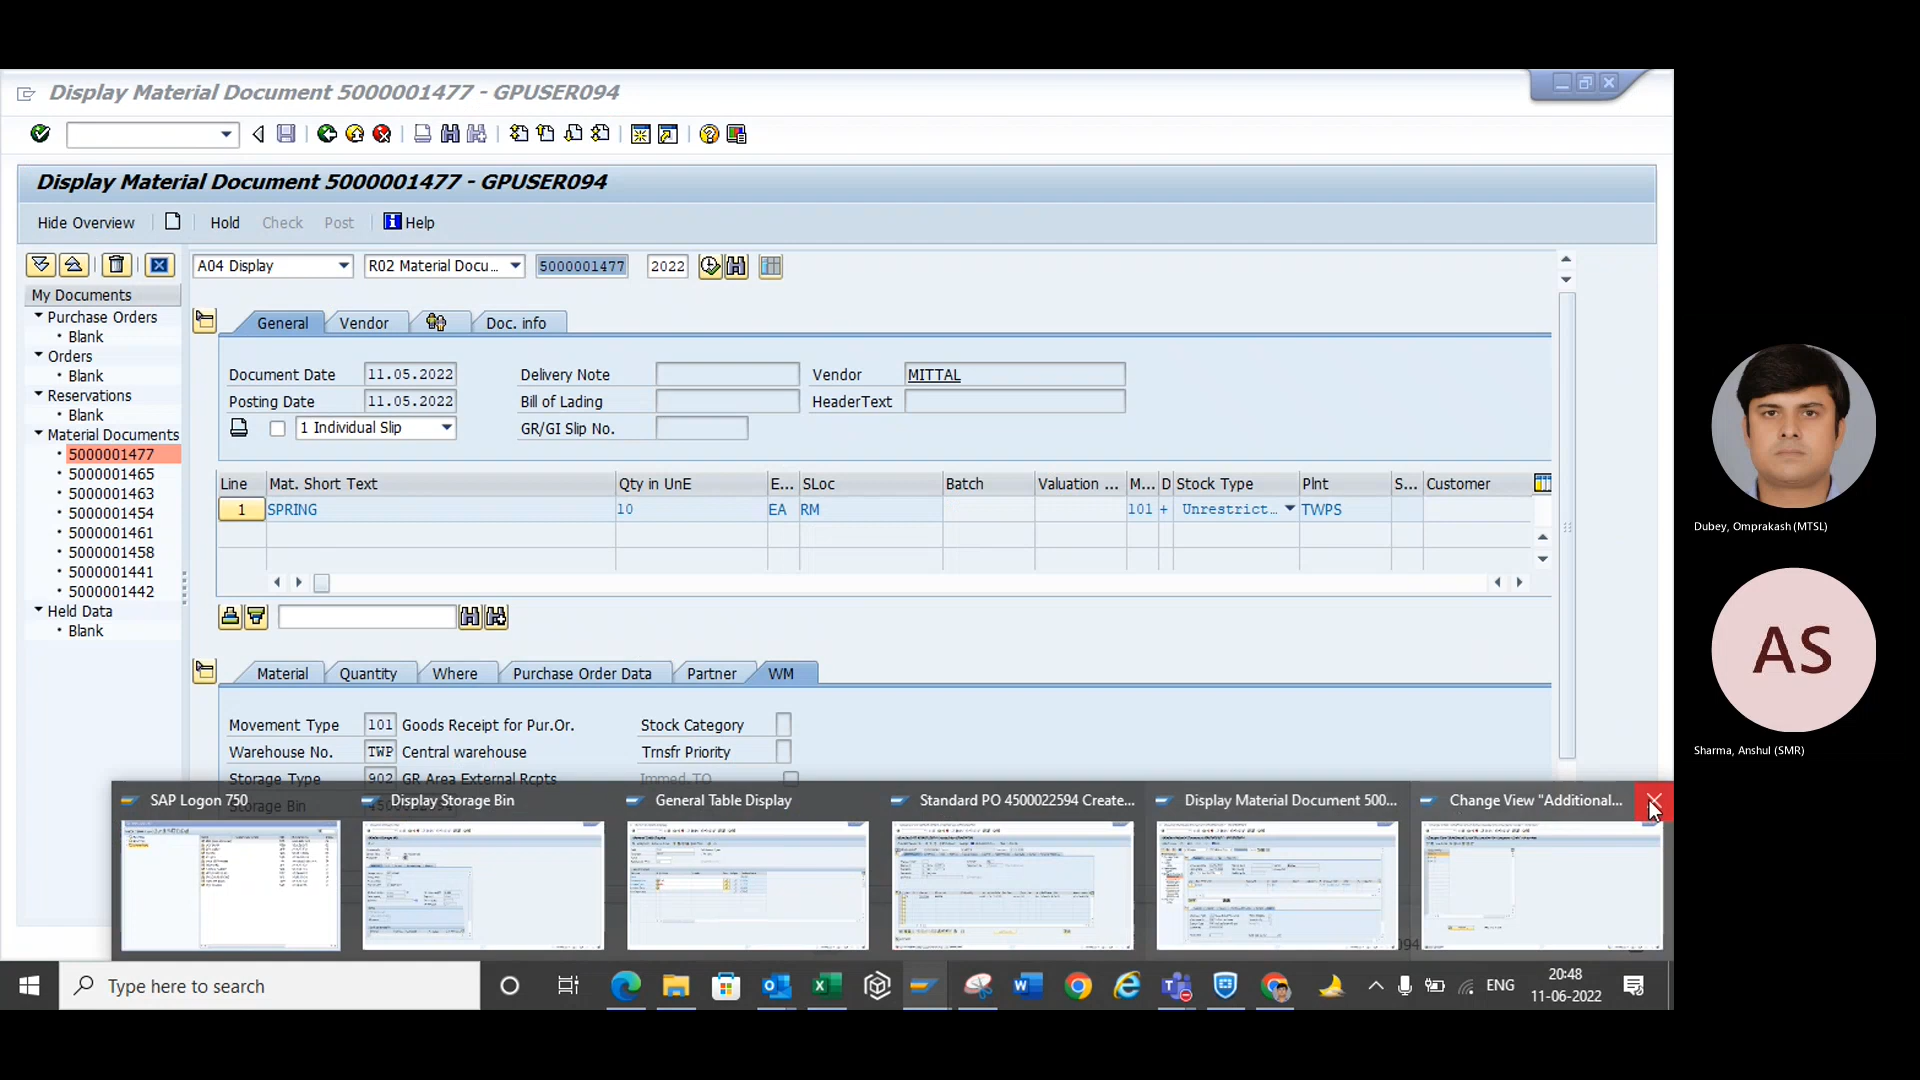 Display Material Document 5000001477 - GPUSER094
Display Material Document 5000001477 - GPUSER094
Hide Overview Hold Check Post Help
A04 Display R02 Material Docu... 5000001477 2022
My Documents
Purchase Orders
Blank
Orders
Blank
Reservations
Blank
Material Documents
5000001477
5000001465
5000001463
5000001454
5000001461
5000001458
5000001441
5000001442
Held Data
Blank
General Vendor Doc. info
Document Date 11.05.2022 Delivery Note Vendor MITTAL
Posting Date 11.05.2022 Bill of Lading HeaderText
1 Individual Slip GR/GI Slip No.
Line Mat. Short Text Qty in UnE E... SLoc Batch Valuation ... M... D Stock Type Plnt S... Customer
1 SPRING 10 EA RM 101 + Unrestrict... TWPS
Material Quantity Where Purchase Order Data Partner WM
Movement Type 101 Goods Receipt for Pur.Or. Stock Category
Warehouse No. TWP Central warehouse Trnsfr Priority
Storage Type 902 GR Area External Rcpts Immed.TO
Storage Bin
SAP Logon 750 Display Storage Bin General Table Display Standard PO 4500022594 Create... Display Material Document 500... Change View "Additional...
Type here to search
ENG
20:48
11-06-2022
Dubey, Omprakash (MTSL)
AS
Sharma, Anshul (SMR)